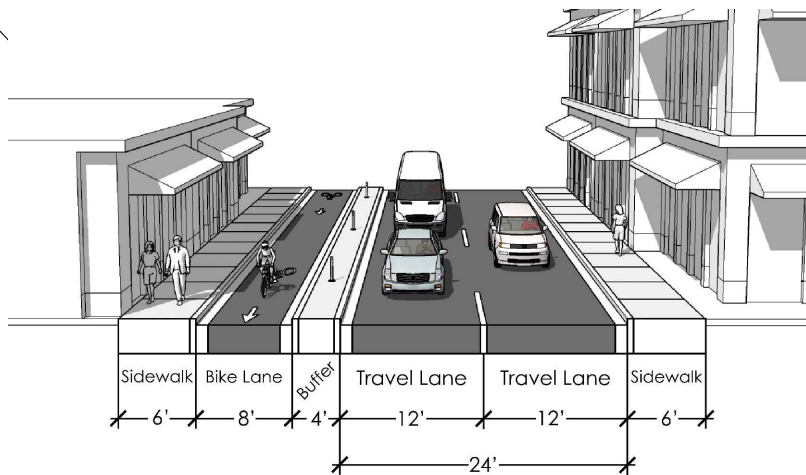 Sidewalk Bike Lane Buffer Travel Lane Travel Lane Sidewalk
6' 8' 4' 12' 12' 6'
24'